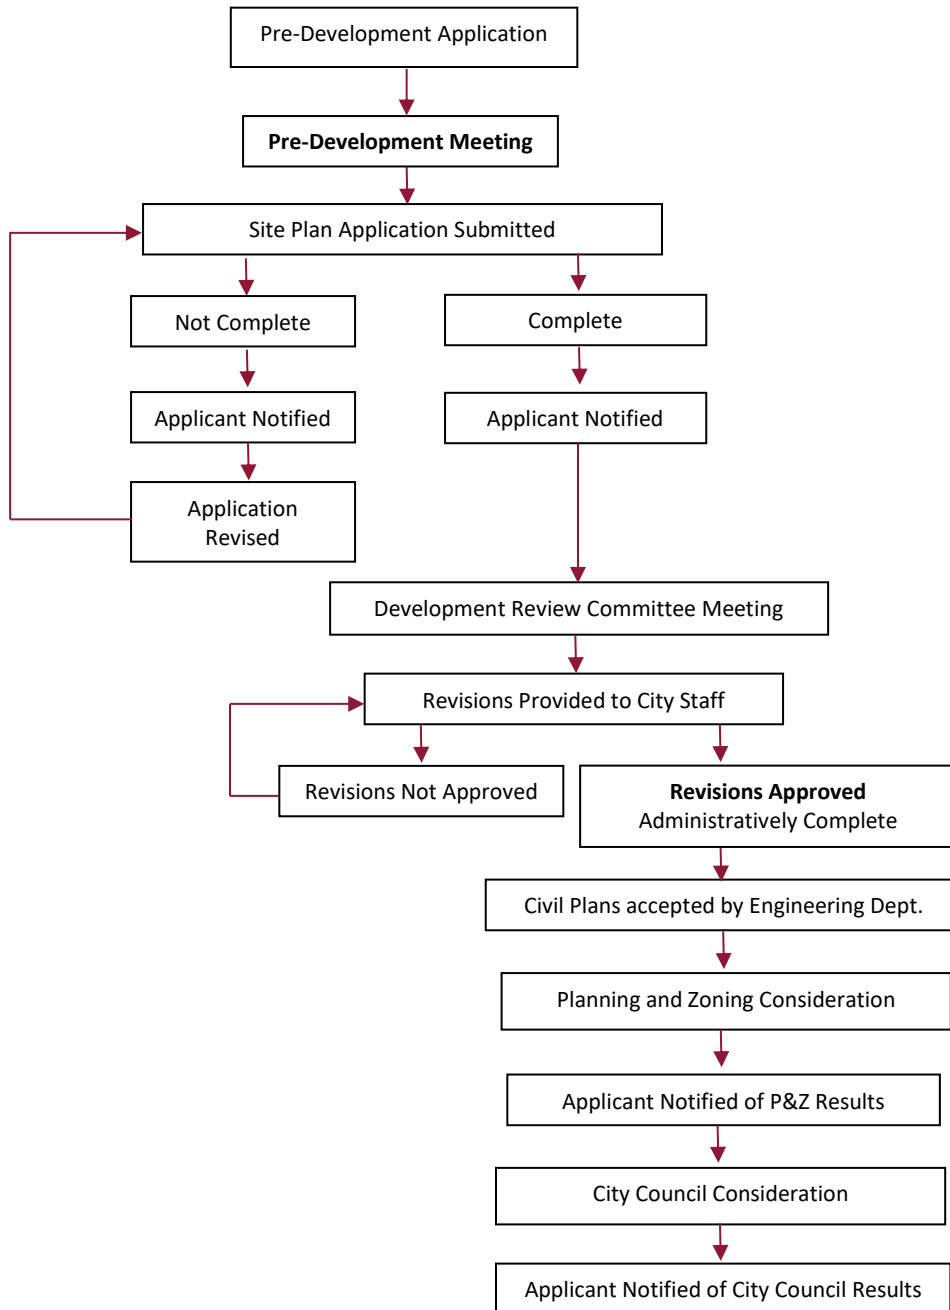 Pre-Development Application
Pre-Development Meeting
Site Plan Application Submitted
Not Complete
Complete
Applicant Notified
Applicant Notified
Application
Revised
Development Review Committee Meeting
Revisions Provided to City Staff
Revisions Not Approved
Revisions Approved
Administratively Complete
Civil Plans accepted by Engineering Dept.
Planning and Zoning Consideration
Applicant Notified of P&Z Results
City Council Consideration
Applicant Notified of City Council Results